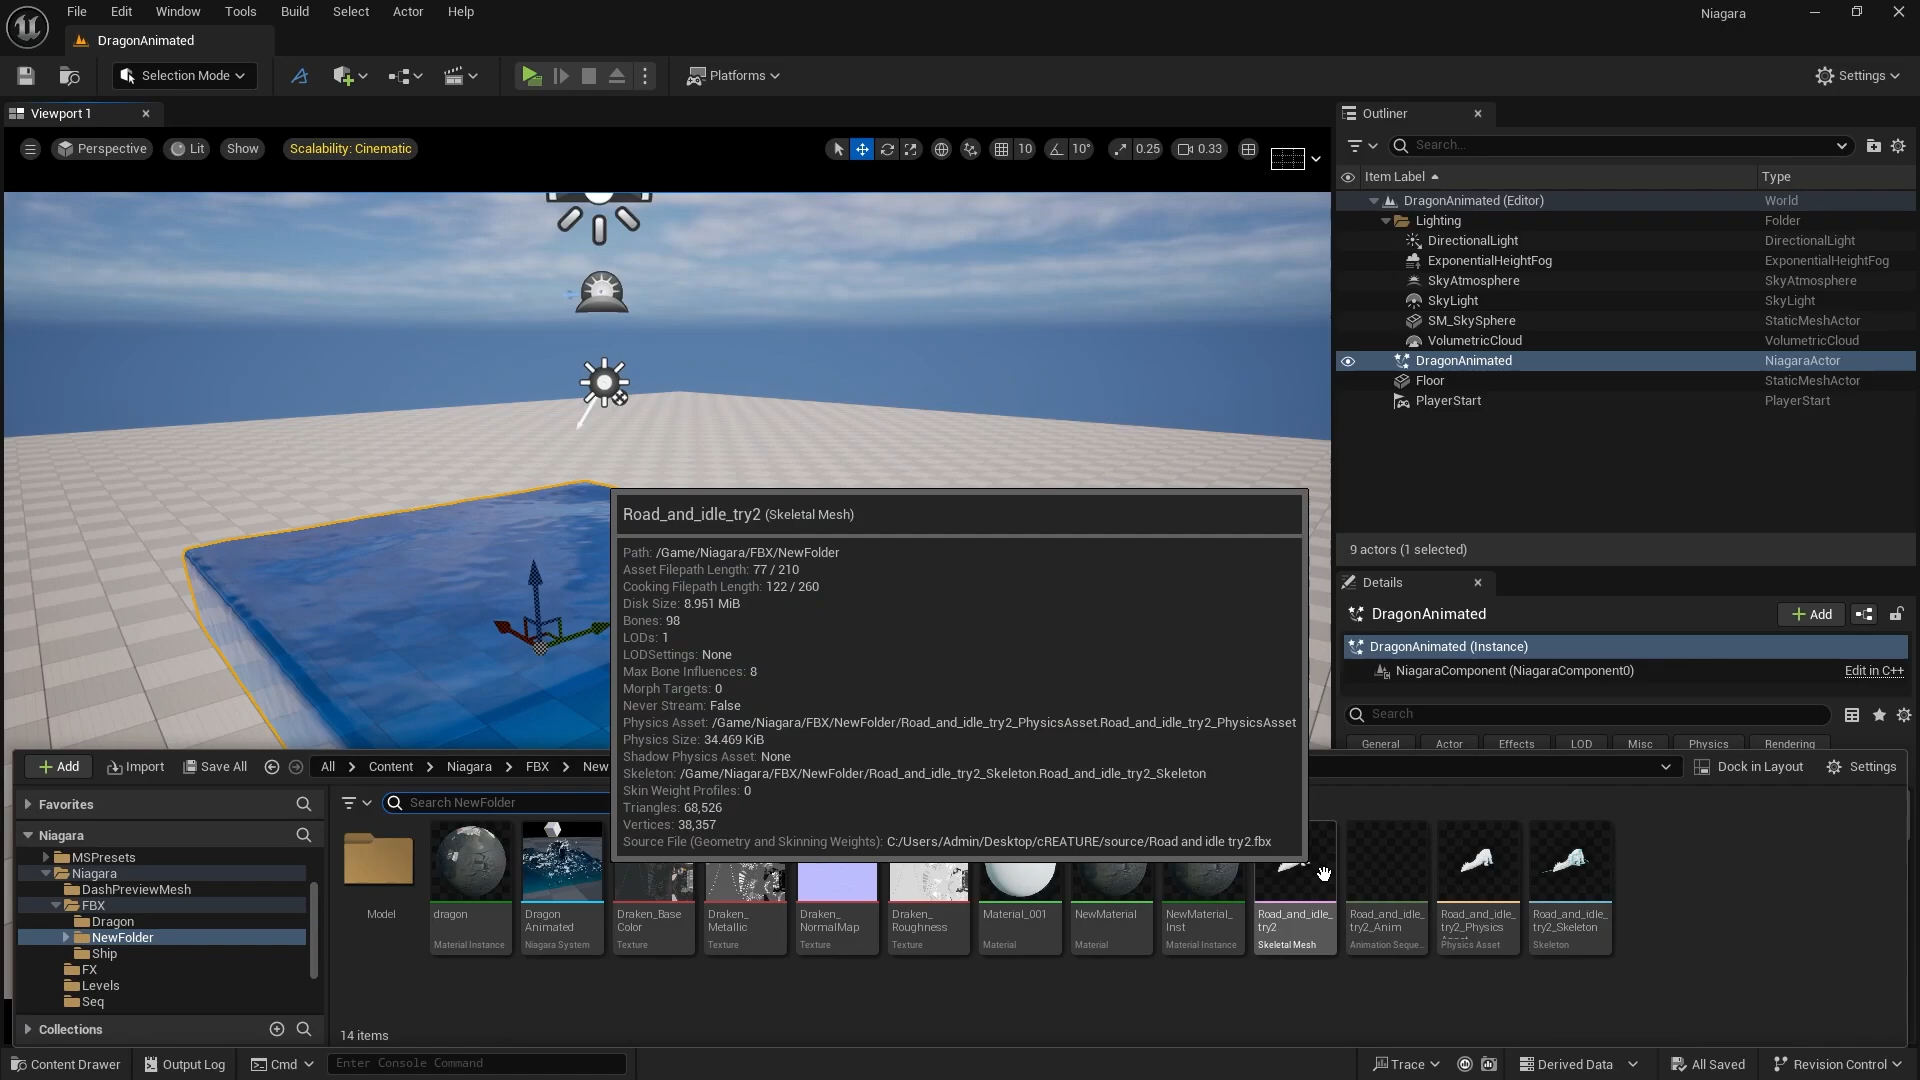 File Edit Window Tools Build Select Actor Help
Niagara
DragonAnimated
Selection Mode
Platforms
Settings
Viewport 1
Perspective Lit Show Scalability: Cinematic
10 10° 0.25 0.33
Outliner
Search...
Item Label Type
DragonAnimated (Editor) World
Lighting Folder
DirectionalLight DirectionalLight
ExponentialHeightFog ExponentialHeightFog
SkyAtmosphere SkyAtmosphere
SkyLight SkyLight
SM_SkySphere StaticMeshActor
VolumetricCloud VolumetricCloud
DragonAnimated NiagaraActor
Floor StaticMeshActor
PlayerStart PlayerStart
9 actors (1 selected)
Details
DragonAnimated
Add
DragonAnimated (Instance)
NiagaraComponent (NiagaraComponent0) Edit in C++
Search
General Actor Effects LOD Misc Physics Rendering
Road_and_idle_try2 (Skeletal Mesh)
Path: /Game/Niagara/FBX/NewFolder
Asset Filepath Length: 77 / 210
Cooking Filepath Length: 122 / 260
Disk Size: 8.951 MiB
Bones: 98
LODs: 1
LODSettings: None
Max Bone Influences: 8
Morph Targets: 0
Never Stream: False
Physics Asset: /Game/Niagara/FBX/NewFolder/Road_and_idle_try2_PhysicsAsset.Road_and_idle_try2_PhysicsAsset
Physics Size: 34.469 KiB
Shadow Physics Asset: None
Skeleton: /Game/Niagara/FBX/NewFolder/Road_and_idle_try2_Skeleton.Road_and_idle_try2_Skeleton
Skin Weight Profiles: 0
Triangles: 68,526
Vertices: 38,357
Source File (Geometry and Skinning Weights): C:/Users/Admin/Desktop/cREATURE/source/Road and idle try2.fbx
Add Import Save All All Content Niagara FBX New
Dock in Layout Settings
Favorites
Niagara
MSPresets
Niagara
DashPreviewMesh
FBX
Dragon
NewFolder
Ship
FX
Levels
Seq
Collections
Search NewFolder
Model
dragon
Material Instance
Dragon
Animated
Niagara System
Draken_Base
Color
Texture
Draken_
Metallic
Texture
Draken_
NormalMap
Texture
Draken_
Roughness
Texture
Material_001
Material
NewMaterial
Material
NewMaterial_
Inst
Material Instance
Road_and_idle_
try2
Skeletal Mesh
Road_and_idle_
try2_Anim
Animation Seque...
Road_and_idle_
try2_Physics
Physics Asset
Road_and_idle_
try2_Skeleton
Skeleton
14 items
Content Drawer Output Log Cmd Enter Console Command
Trace Derived Data All Saved Revision Control